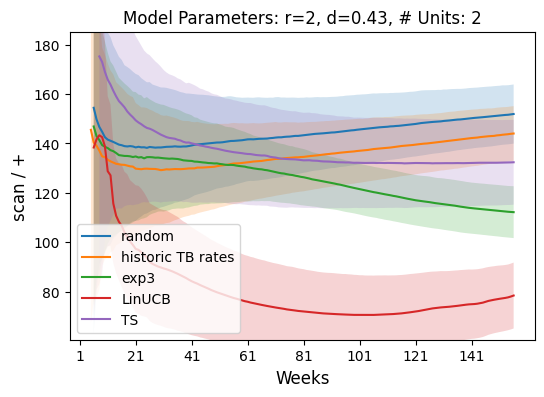 Model Parameters: r=2, d=0.43, # Units: 2
180
160
140
120
100
80
scan / +
random
historic TB rates
exp3
LinUCB
TS
1 21 41 61 81 101 121 141
Weeks